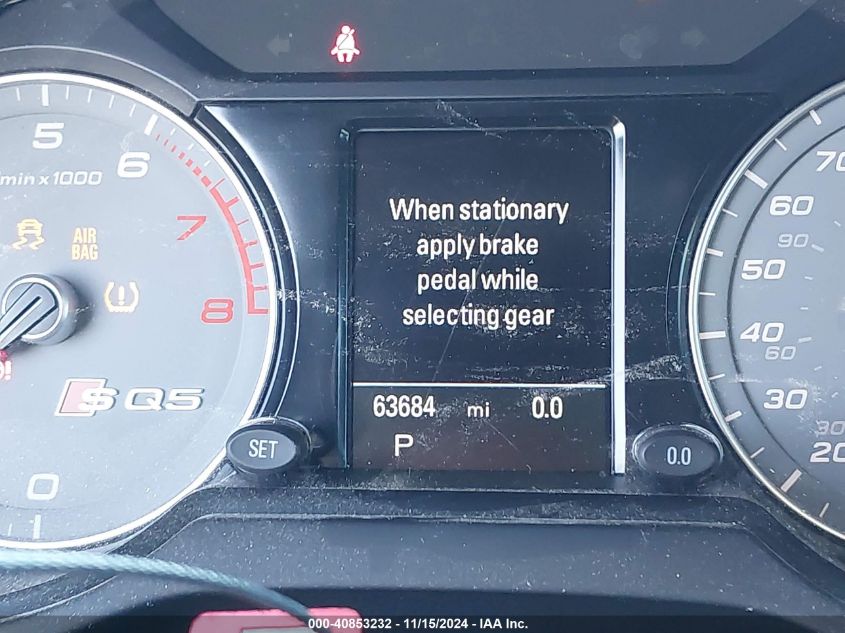 5
6
/min x 1000
7
AIR
BAG
8
SQ5
0
When stationary
apply brake
pedal while
selecting gear
63684 mi 0.0
P
SET
0.0
70
60
90
50
40
60
30
30
20
000-40853232 - 11/15/2024 - IAA Inc.